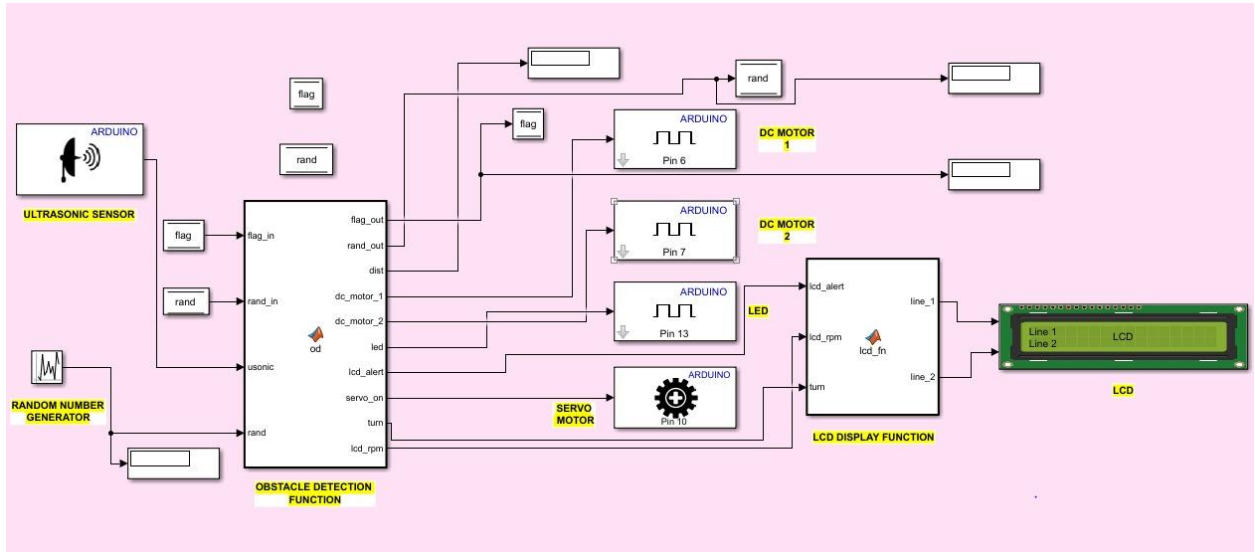 flag
rand
ARDUINO
ULTRASONIC SENSOR
flag
rand
RANDOM NUMBER
GENERATOR
flag_in
rand_in
usonic
rand
od
flag_out
rand_out
dist
dc_motor_1
dc_motor_2
led
lcd_alert
servo_on
turn
lcd_rpm
OBSTACLE DETECTION
FUNCTION
rand
flag
ARDUINO
Pin 6
DC MOTOR
1
ARDUINO
Pin 7
DC MOTOR
2
ARDUINO
Pin 13
LED
ARDUINO
Pin 10
SERVO
MOTOR
lcd_alert
lcd_rpm
turn
lcd_fn
line_1
line_2
LCD DISPLAY FUNCTION
Line 1
Line 2
LCD
LCD